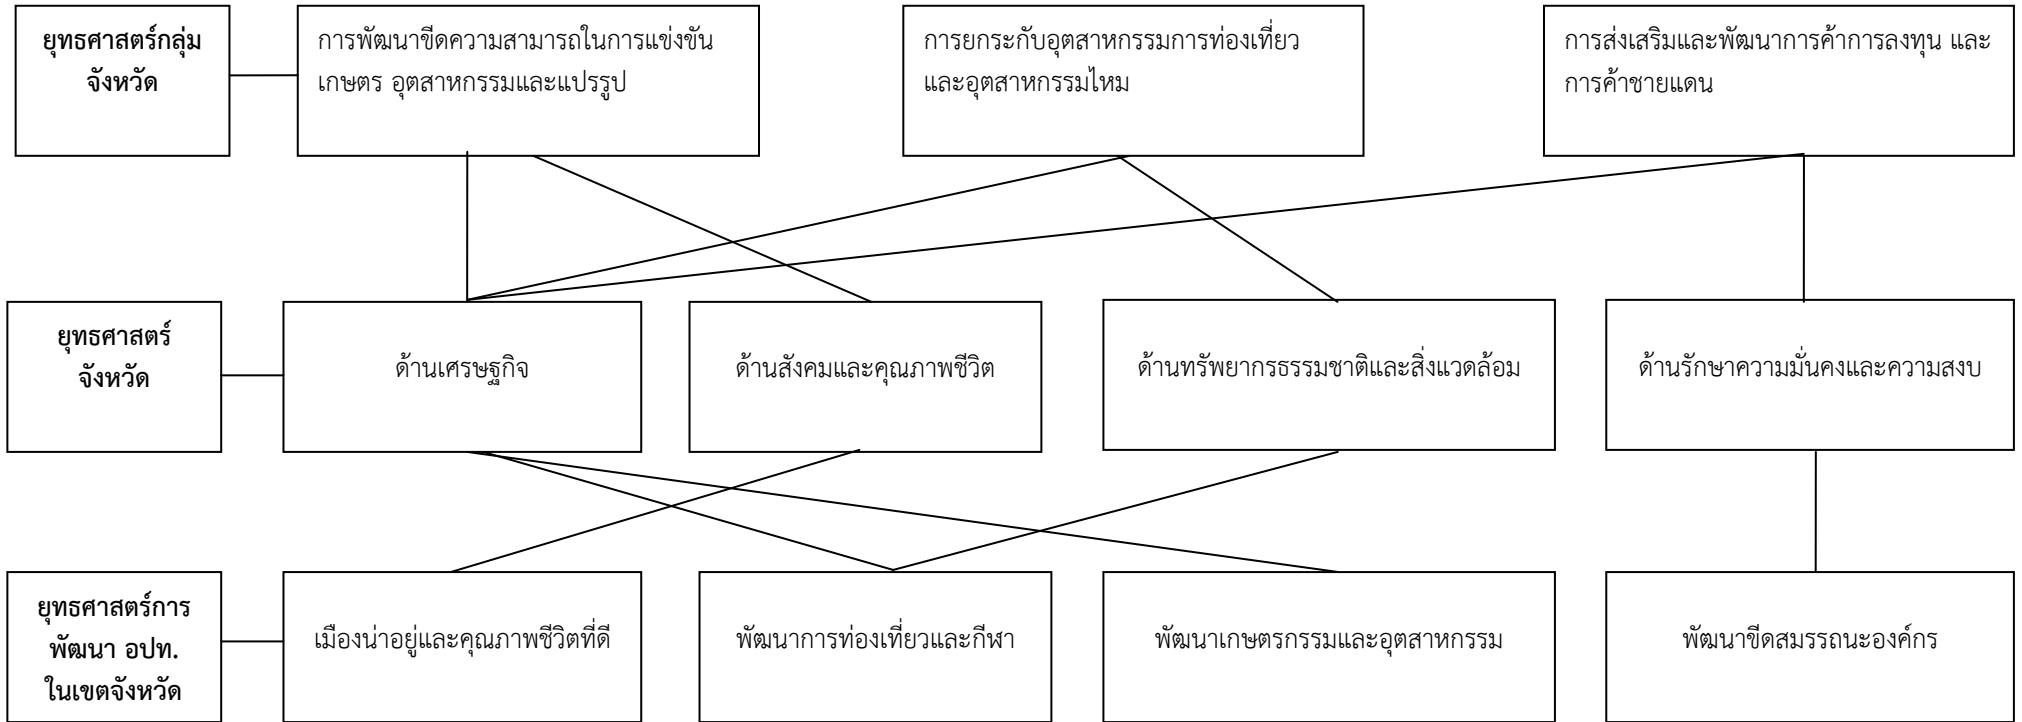 ยุทธศาสตร์กลุ่ม
จังหวัด
การพัฒนาขีดความสามารถในการแข่งขัน
เกษตร อุตสาหกรรมและแปรรูป
การยกระกับอุตสาหกรรมการท่องเที่ยว
และอุตสาหกรรมไหม
การส่งเสริมและพัฒนาการค้าการลงทุน และ
การค้าชายแดน
ยุทธศาสตร์
จังหวัด
ด้านเศรษฐกิจ
ด้านสังคมและคุณภาพชีวิต
ด้านทรัพยากรธรรมชาติและสิ่งแวดล้อม
ด้านรักษาความมั่นคงและความสงบ
ยุทธศาสตร์การ
พัฒนา อปท.
ในเขตจังหวัด
เมืองน่าอยู่และคุณภาพชีวิตที่ดี
พัฒนาการท่องเที่ยวและกีฬา
พัฒนาเกษตรกรรมและอุตสาหกรรม
พัฒนาขีดสมรรถนะองค์กร